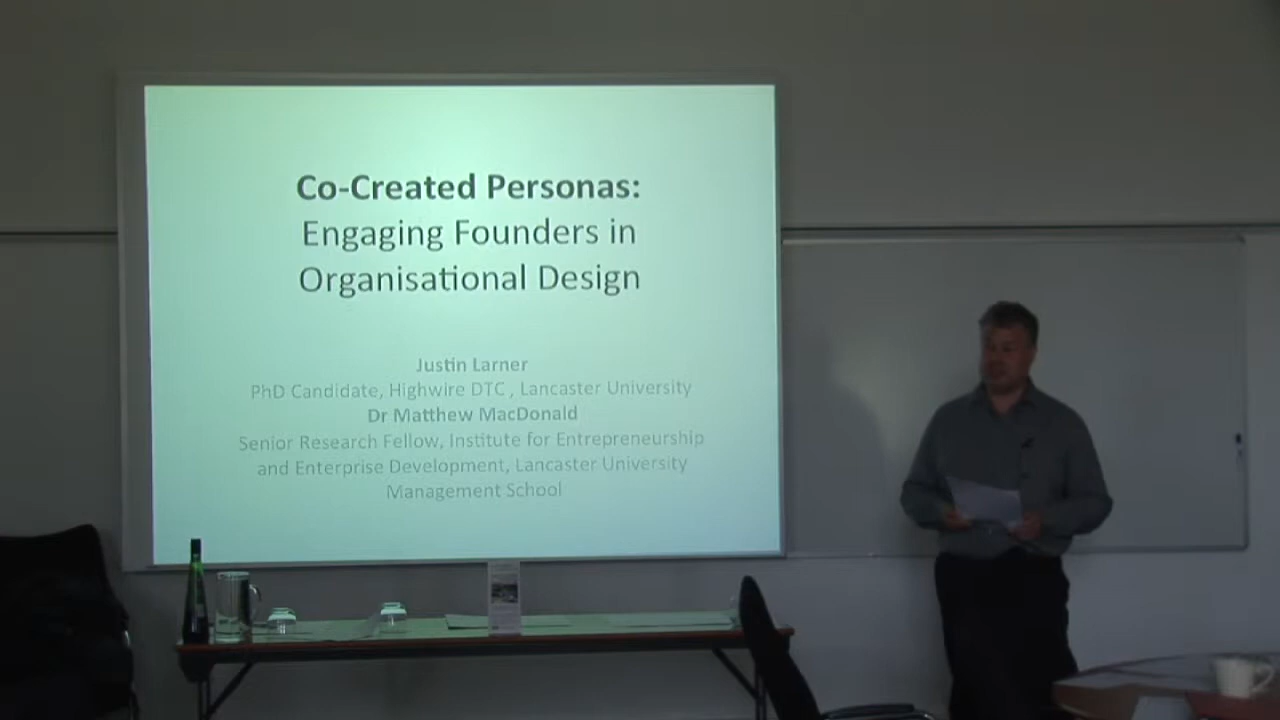 Co-Created Personas:
Engaging Founders in
Organisational Design
Justin Larner
PhD Candidate, Highwire DTC , Lancaster University
Dr Matthew MacDonald
Senior Research Fellow, Institute for Entrepreneurship
and Enterprise Development, Lancaster University
Management School